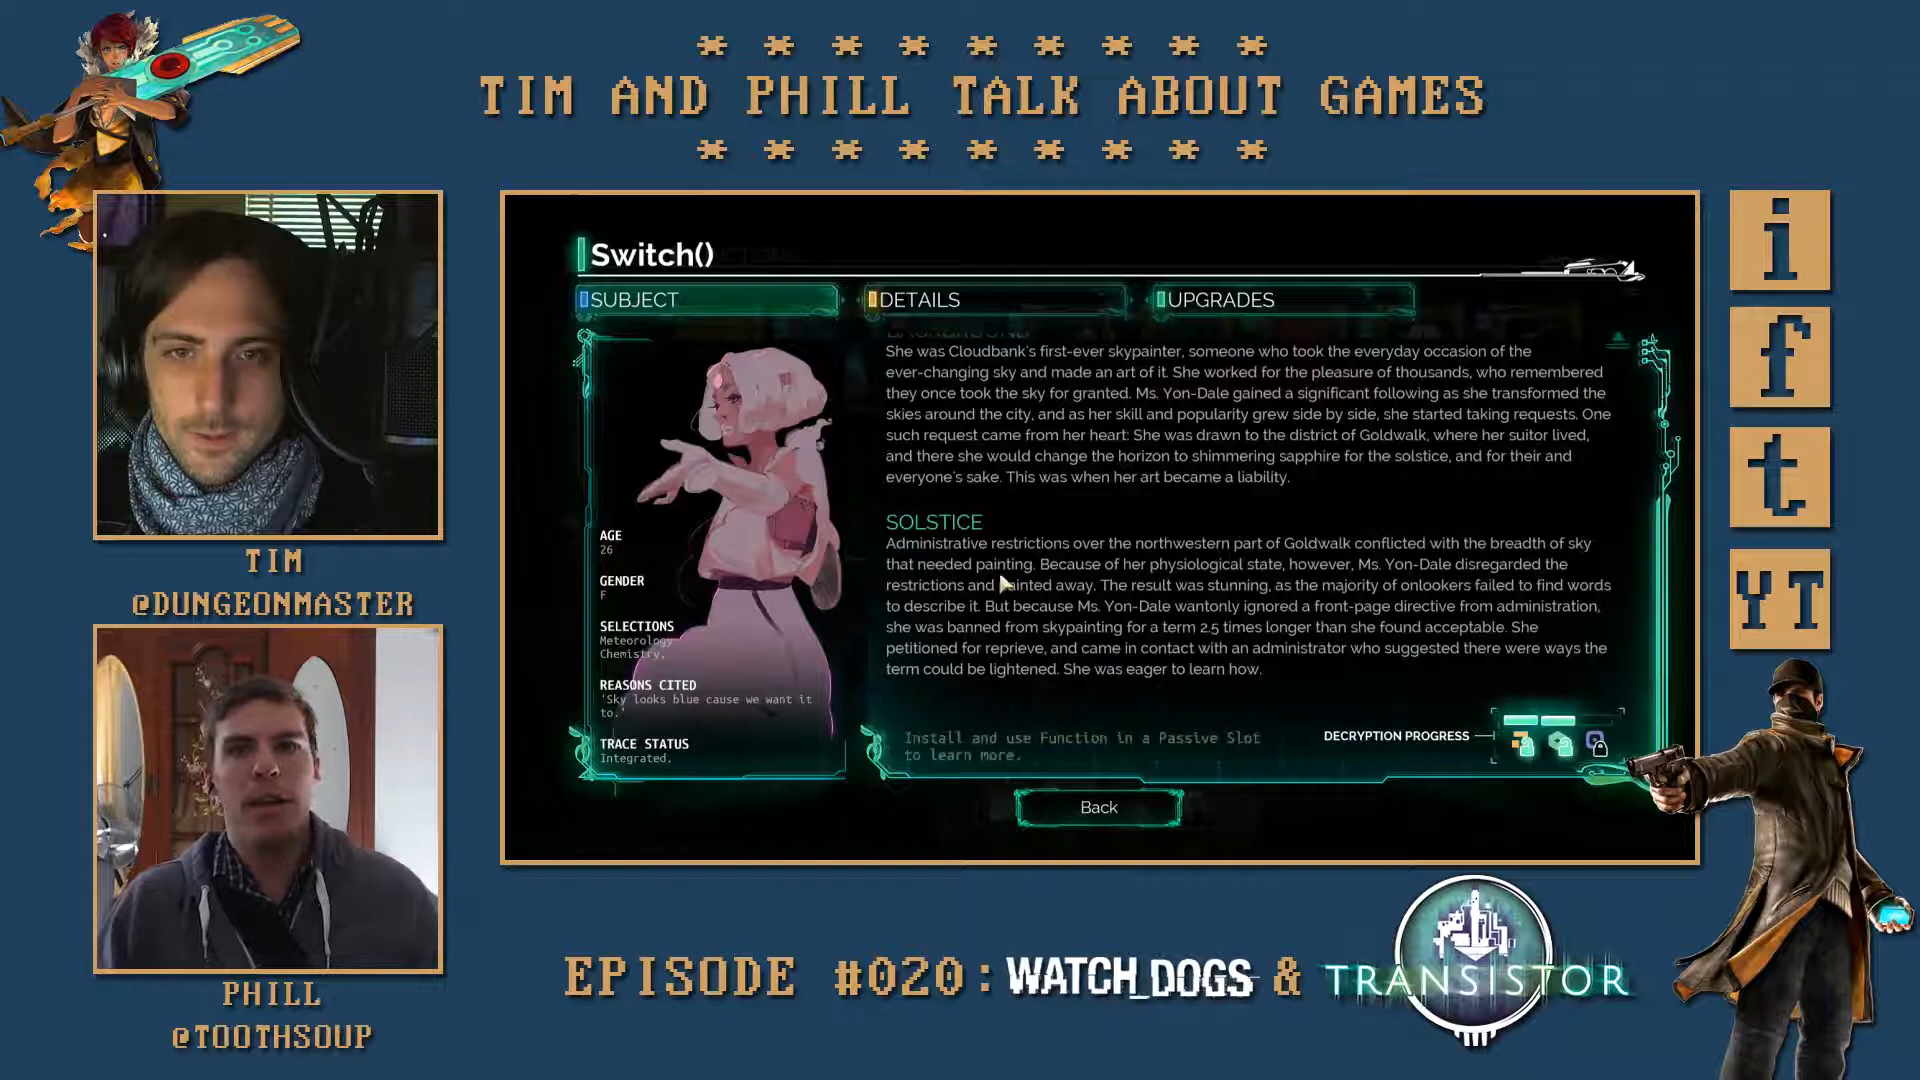 TIM AND PHILL TALK ABOUT GAMES
TIM
@DUNGEONMASTER
PHILL
@TOOTHSOUP
Switch()
SUBJECT
DETAILS
UPGRADES
AGE
26
GENDER
F
SELECTIONS
Meteorology
Chemistry.
REASONS CITED
'Sky looks blue cause we want it
to.'
TRACE STATUS
Integrated.
BACKGROUND
She was Cloudbank's first-ever skypainter, someone who took the everyday occasion of the
ever-changing sky and made an art of it. She worked for the pleasure of thousands, who remembered
they once took the sky for granted. Ms. Yon-Dale gained a significant following as she transformed the
skies around the city, and as her skill and popularity grew side by side, she started taking requests. One
such request came from her heart: She was drawn to the district of Goldwalk, where her suitor lived,
and there she would change the horizon to shimmering sapphire for the solstice, and for their and
everyone's sake. This was when her art became a liability.
SOLSTICE
Administrative restrictions over the northwestern part of Goldwalk conflicted with the breadth of sky
that needed painting. Because of her physiological state, however, Ms. Yon-Dale disregarded the
restrictions and painted away. The result was stunning, as the majority of onlookers failed to find words
to describe it. But because Ms. Yon-Dale wantonly ignored a front-page directive from administration,
she was banned from skypainting for a term 2.5 times longer than she found acceptable. She
petitioned for reprieve, and came in contact with an administrator who suggested there were ways the
term could be lightened. She was eager to learn how.
Install and use Function in a Passive Slot
to learn more.
DECRYPTION PROGRESS
Back
i
f
t
YT
EPISODE #020: WATCH_DOGS & TRANSISTOR